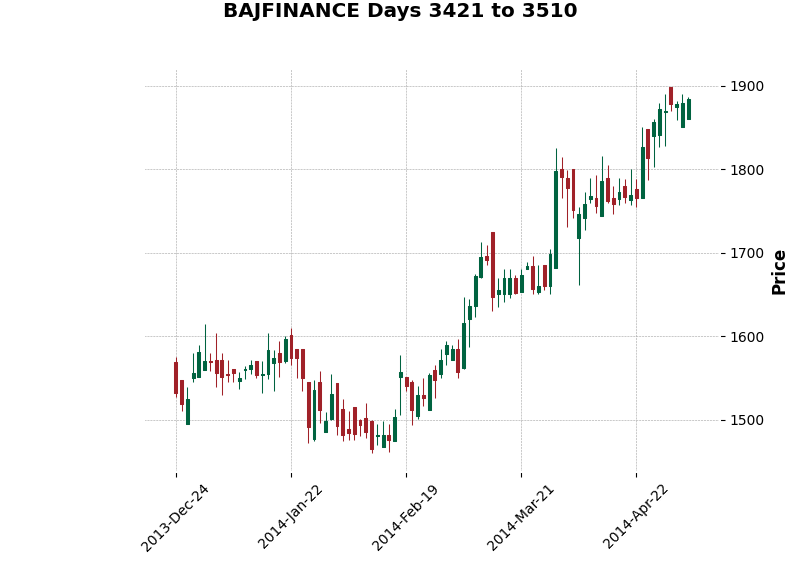 BAJFINANCE Days 3421 to 3510
1900
1800
1700
1600
1500
Price
2013-Dec-24
2014-Jan-22
2014-Feb-19
2014-Mar-21
2014-Apr-22